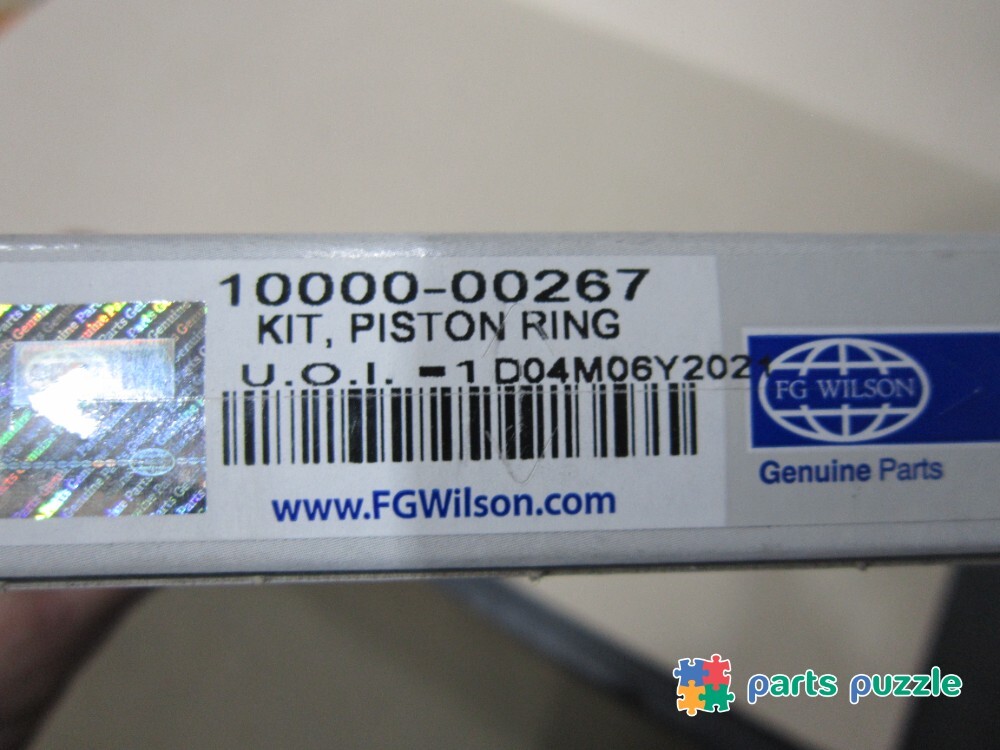 10000-00267
KIT, PISTON RING
U.O.I. -1 D04M06Y2021
www.FGWilson.com
FG WILSON
Genuine Parts
parts puzzle